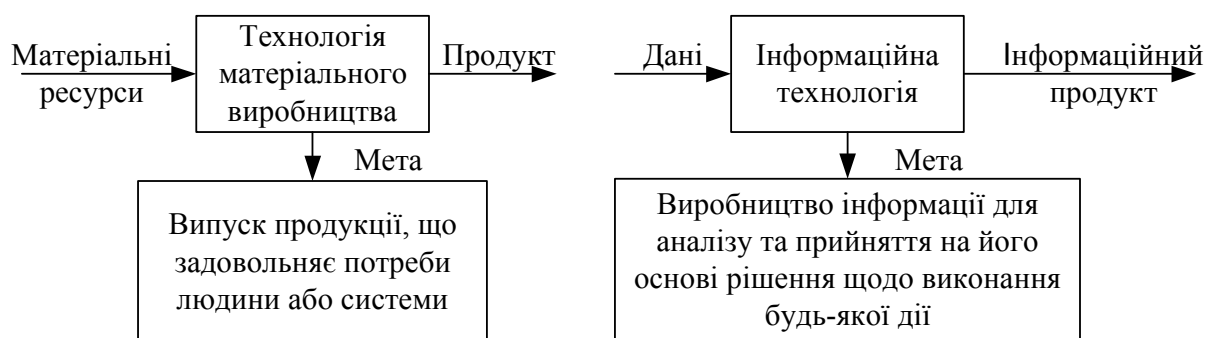 Матеріальні
ресурси
Технологія
матеріального
виробництва
Продукт
Мета
Випуск продукції, що
задовольняє потреби
людини або системи
Дані
Інформаційна
технологія
Інформаційний
продукт
Мета
Виробництво інформації для
аналізу та прийняття на його
основі рішення щодо виконання
будь-якої дії